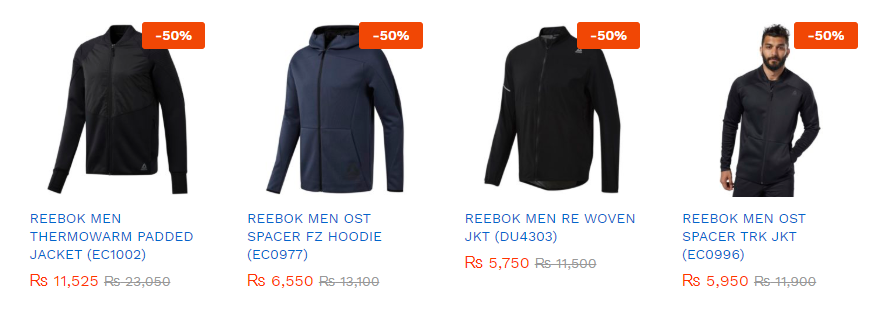 -50%
-50%
-50%
-50%
REEBOK MEN
THERMOWARM PADDED
JACKET (EC1002)
₨ 11,525 ₨ 23,050
REEBOK MEN OST
SPACER FZ HOODIE
(EC0977)
₨ 6,550 ₨ 13,100
REEBOK MEN RE WOVEN
JKT (DU4303)
₨ 5,750 ₨ 11,500
REEBOK MEN OST
SPACER TRK JKT
(EC0996)
₨ 5,950 ₨ 11,900